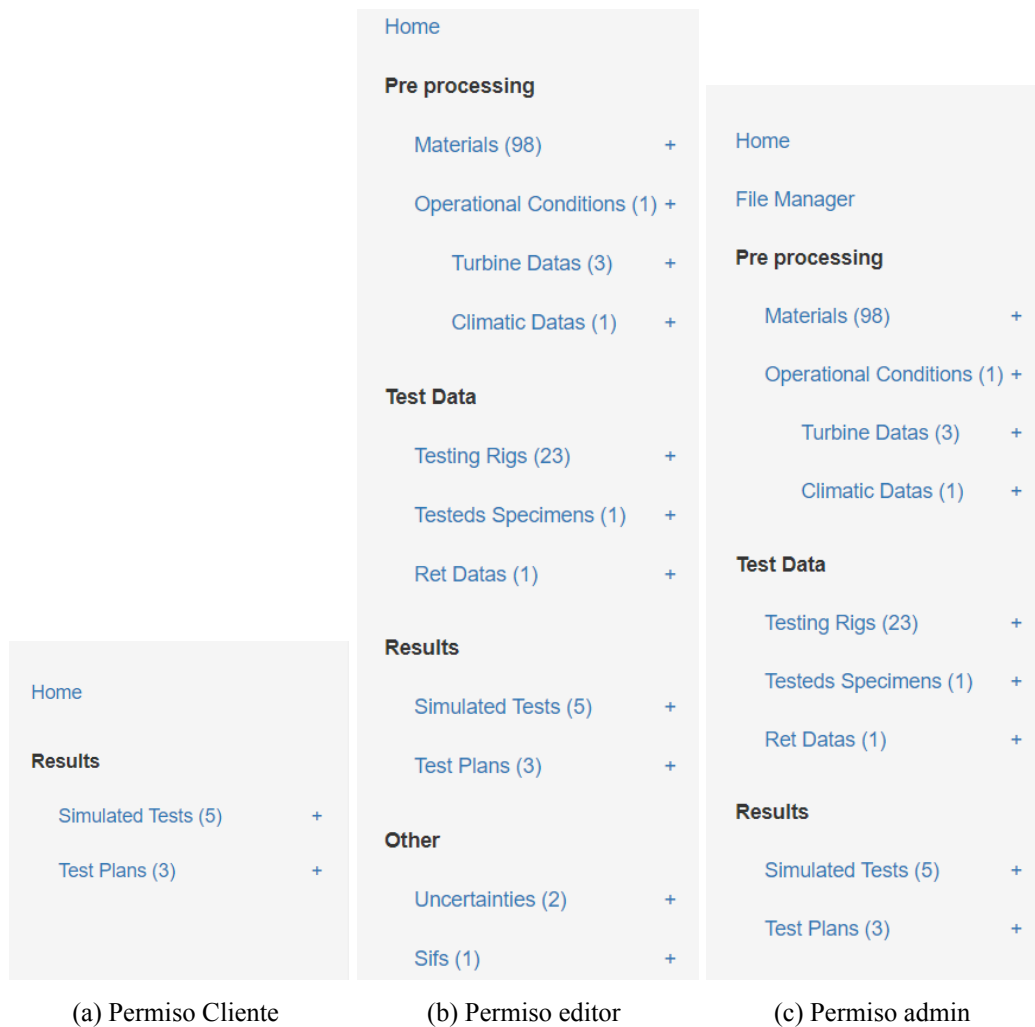 Home
Results
Simulated Tests (5) +
Test Plans (3) +
(a) Permiso Cliente
Home
Pre processing
Materials (98) +
Operational Conditions (1) +
Turbine Datas (3) +
Climatic Datas (1) +
Test Data
Testing Rigs (23) +
Testeds Specimens (1) +
Ret Datas (1) +
Results
Simulated Tests (5) +
Test Plans (3) +
Other
Uncertainties (2) +
Sifs (1) +
(b) Permiso editor
Home
File Manager
Pre processing
Materials (98) +
Operational Conditions (1) +
Turbine Datas (3) +
Climatic Datas (1) +
Test Data
Testing Rigs (23) +
Testeds Specimens (1) +
Ret Datas (1) +
Results
Simulated Tests (5) +
Test Plans (3) +
(c) Permiso admin